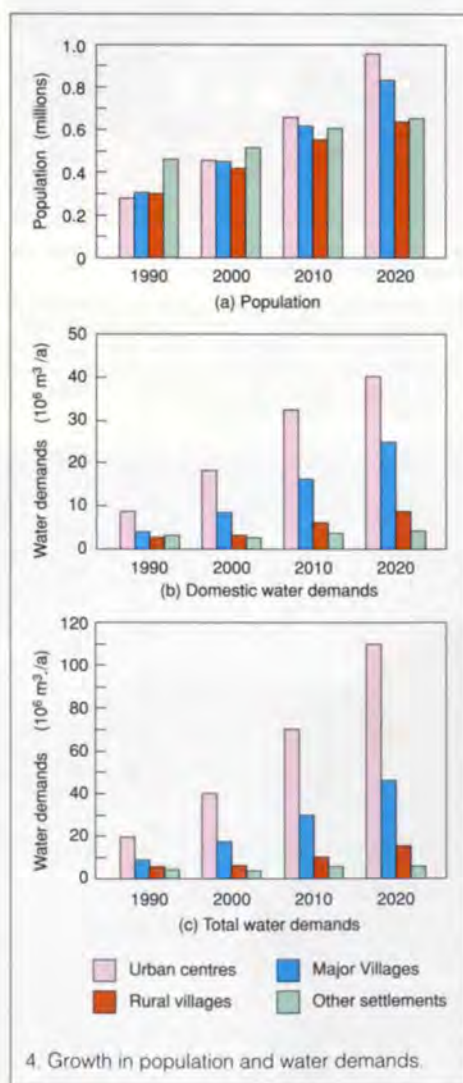 Population (millions)
1.0
0.8
0.6
0.4
0.2
0
1990 2000 2010 2020
(a) Population
Water demands (10⁶ m³/a)
50
40
30
20
10
0
1990 2000 2010 2020
(b) Domestic water demands
Water demands (10⁶ m³./a)
120
100
80
60
40
20
0
1990 2000 2010 2020
(c) Total water demands
Urban centres Major Villages
Rural villages Other settlements
4. Growth in population and water demands.